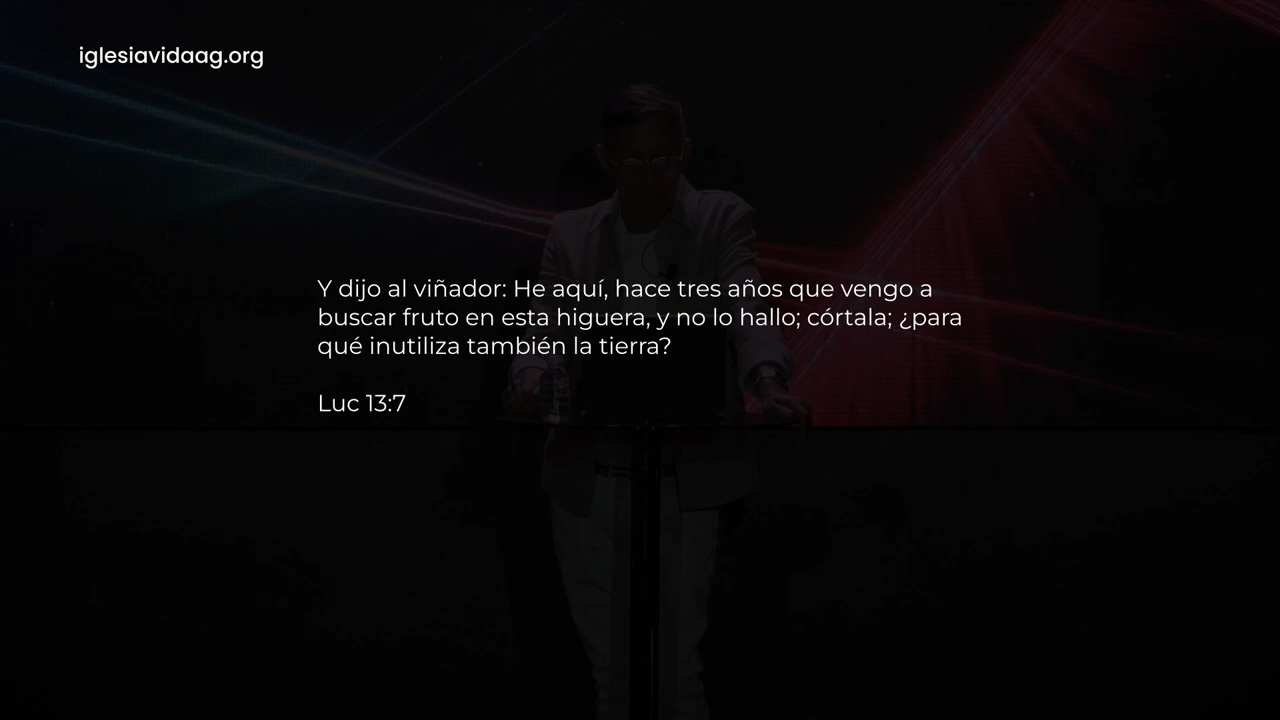 iglesiavidaag.org
Y dijo al viñador: He aquí, hace tres años que vengo a
buscar fruto en esta higuera, y no lo hallo; córtala; ¿para
qué inutiliza también la tierra?
Luc 13:7